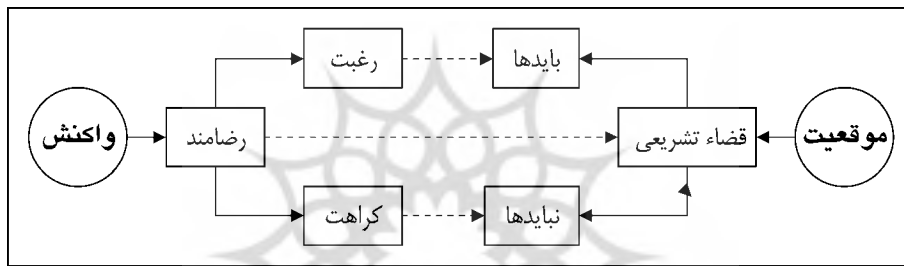 بایدها
رغبت
موقعیت
قضاء تشریعی
رضامند
واکنش
نبایدها
کراهت